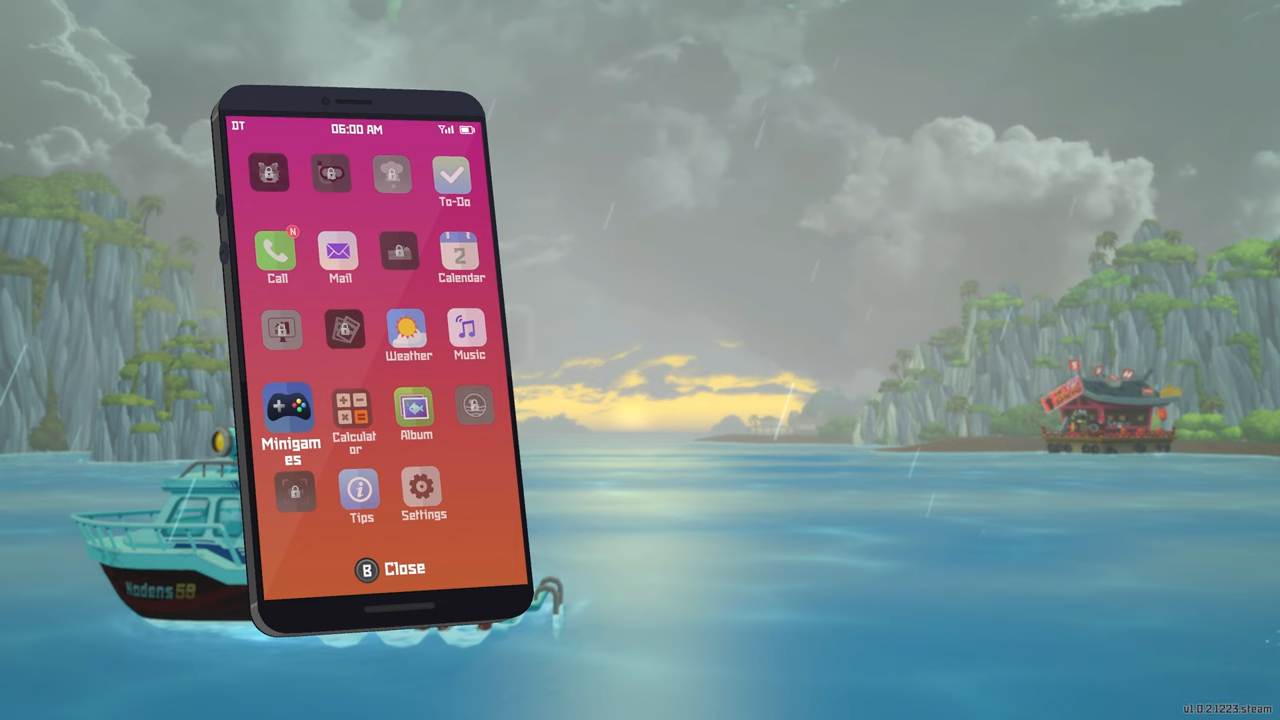 DT
06:00 AM
To-Do
N
Call
Mail
2
Calendar
Weather
Music
Minigam
es
Calculat
or
Album
Tips
Settings
B Close
Nodens58
v1.0.2.1223.steam